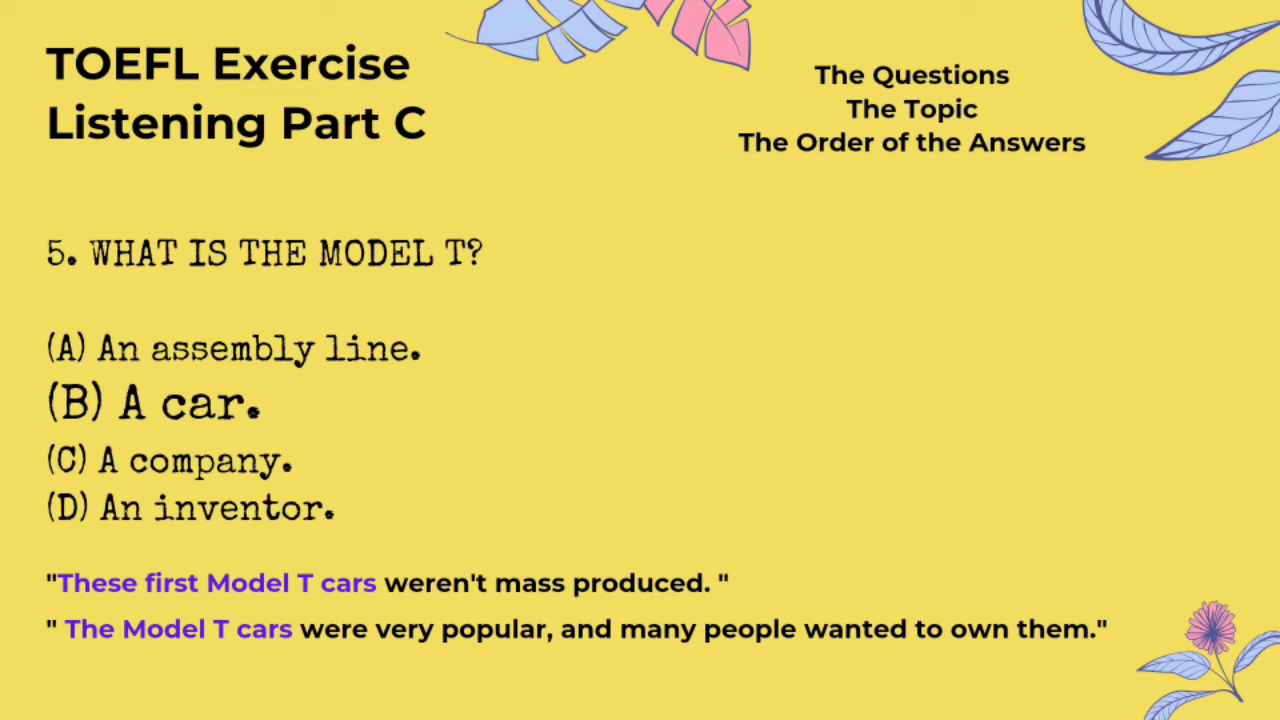 TOEFL Exercise
Listening Part C
The Questions
The Topic
The Order of the Answers
5. WHAT IS THE MODEL T?
(A) An assembly line.
(B) A car.
(C) A company.
(D) An inventor.
"These first Model T cars weren't mass produced. "
" The Model T cars were very popular, and many people wanted to own them."